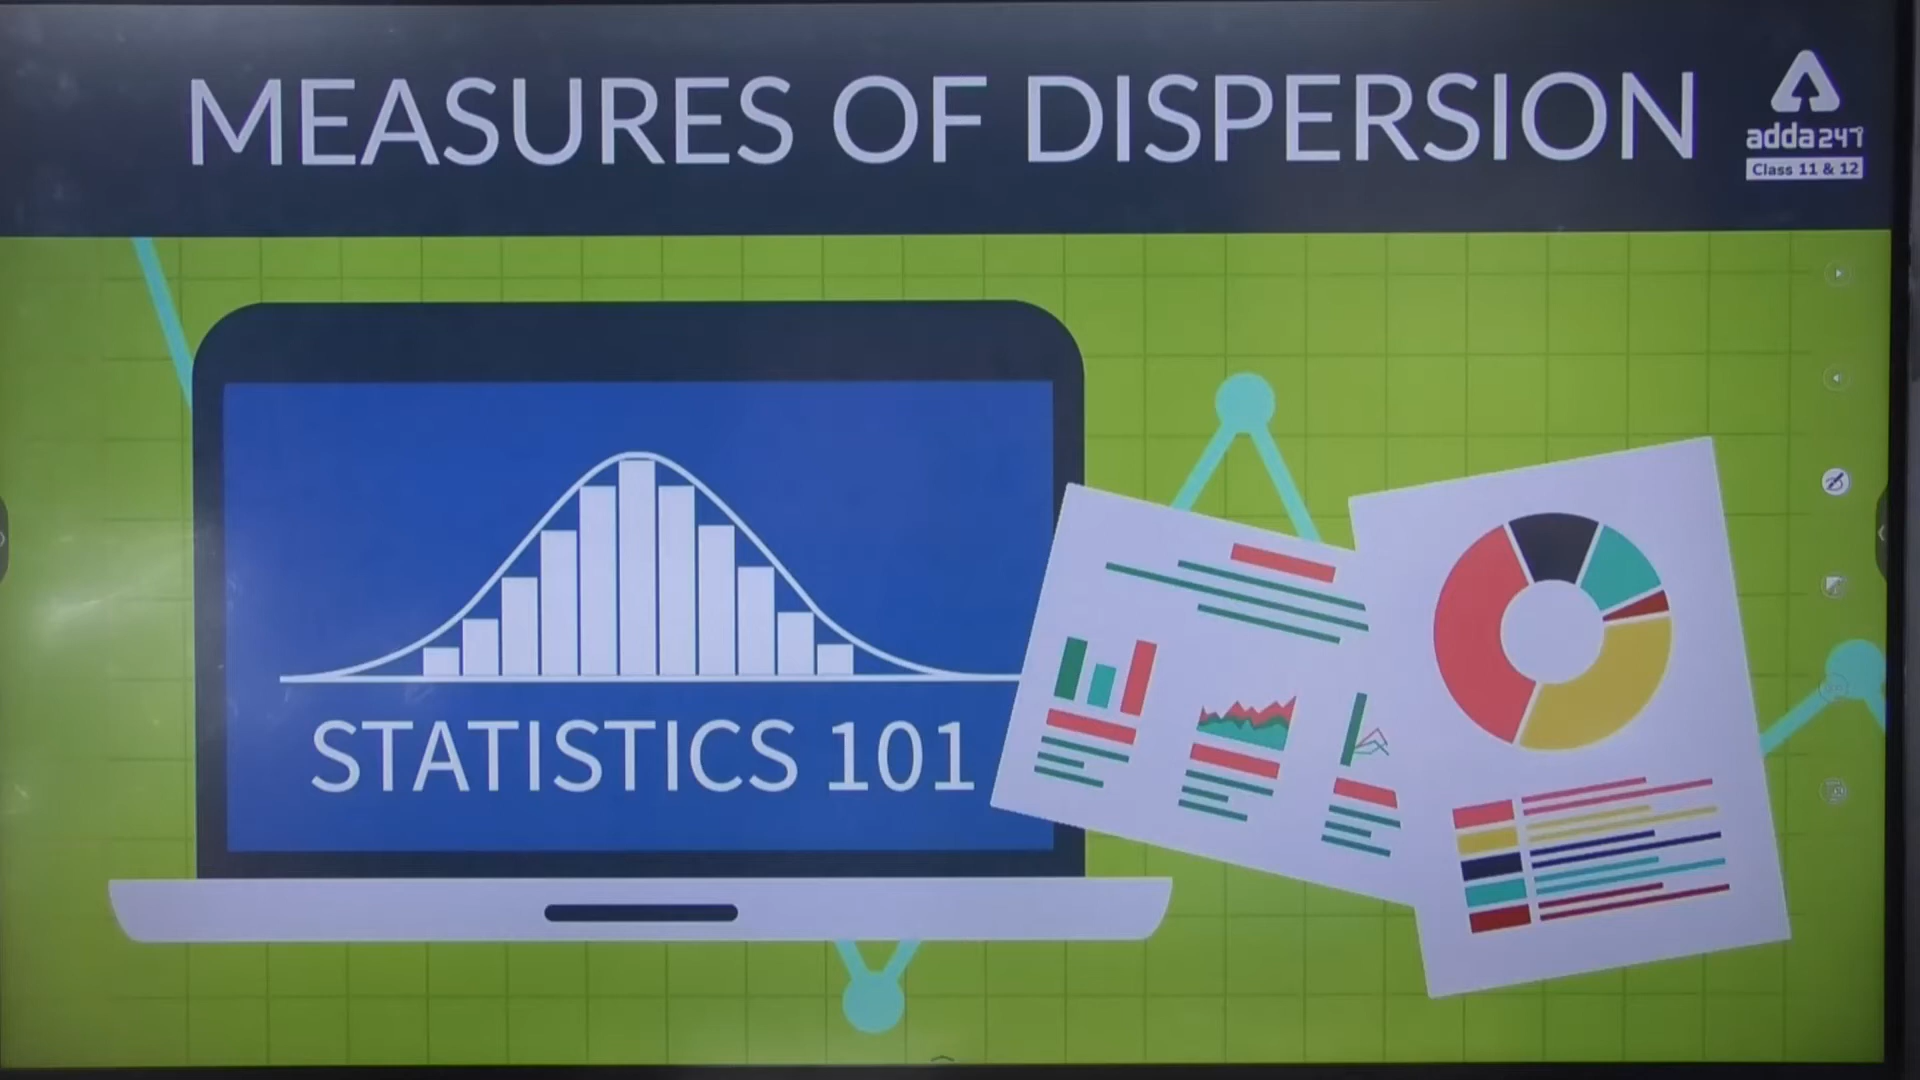 MEASURES OF DISPERSION
adda247
Class 11 & 12
STATISTICS 101